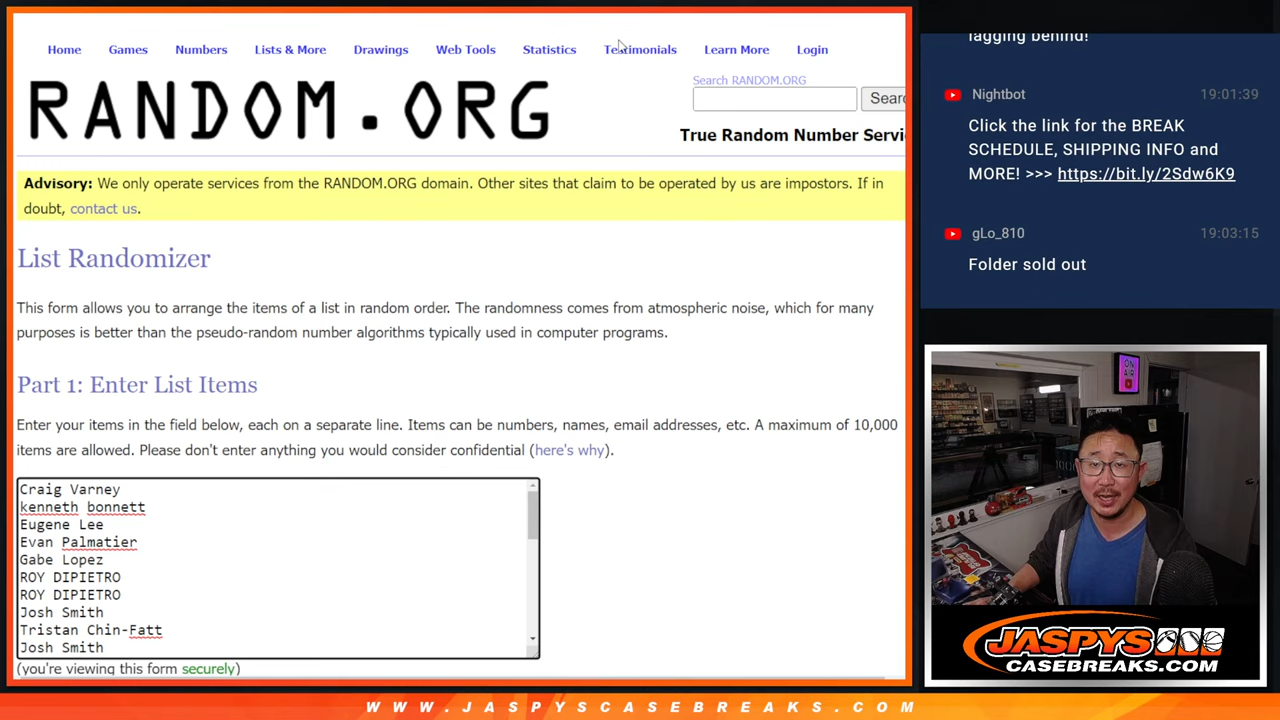 Home Games Numbers Lists & More Drawings Web Tools Statistics Testimonials Learn More Login
RANDOM.ORG
Search RANDOM.ORG
Searc
True Random Number Servi
Advisory: We only operate services from the RANDOM.ORG domain. Other sites that claim to be operated by us are impostors. If in
doubt, contact us.
List Randomizer
This form allows you to arrange the items of a list in random order. The randomness comes from atmospheric noise, which for many
purposes is better than the pseudo-random number algorithms typically used in computer programs.
Part 1: Enter List Items
Enter your items in the field below, each on a separate line. Items can be numbers, names, email addresses, etc. A maximum of 10,000
items are allowed. Please don't enter anything you would consider confidential (here's why).
Craig Varney
kenneth bonnett
Eugene Lee
Evan Palmatier
Gabe Lopez
ROY DIPIETRO
ROY DIPIETRO
Josh Smith
Tristan Chin-Fatt
Josh Smith
(you're viewing this form securely)
lagging behind!
Nightbot 19:01:39
Click the link for the BREAK
SCHEDULE, SHIPPING INFO and
MORE! >>> https://bit.ly/2Sdw6K9
gLo_810 19:03:15
Folder sold out
ON
AIR
JASPYS
CASEBREAKS.COM
WWW.JASPYSCASEBREAKS.COM